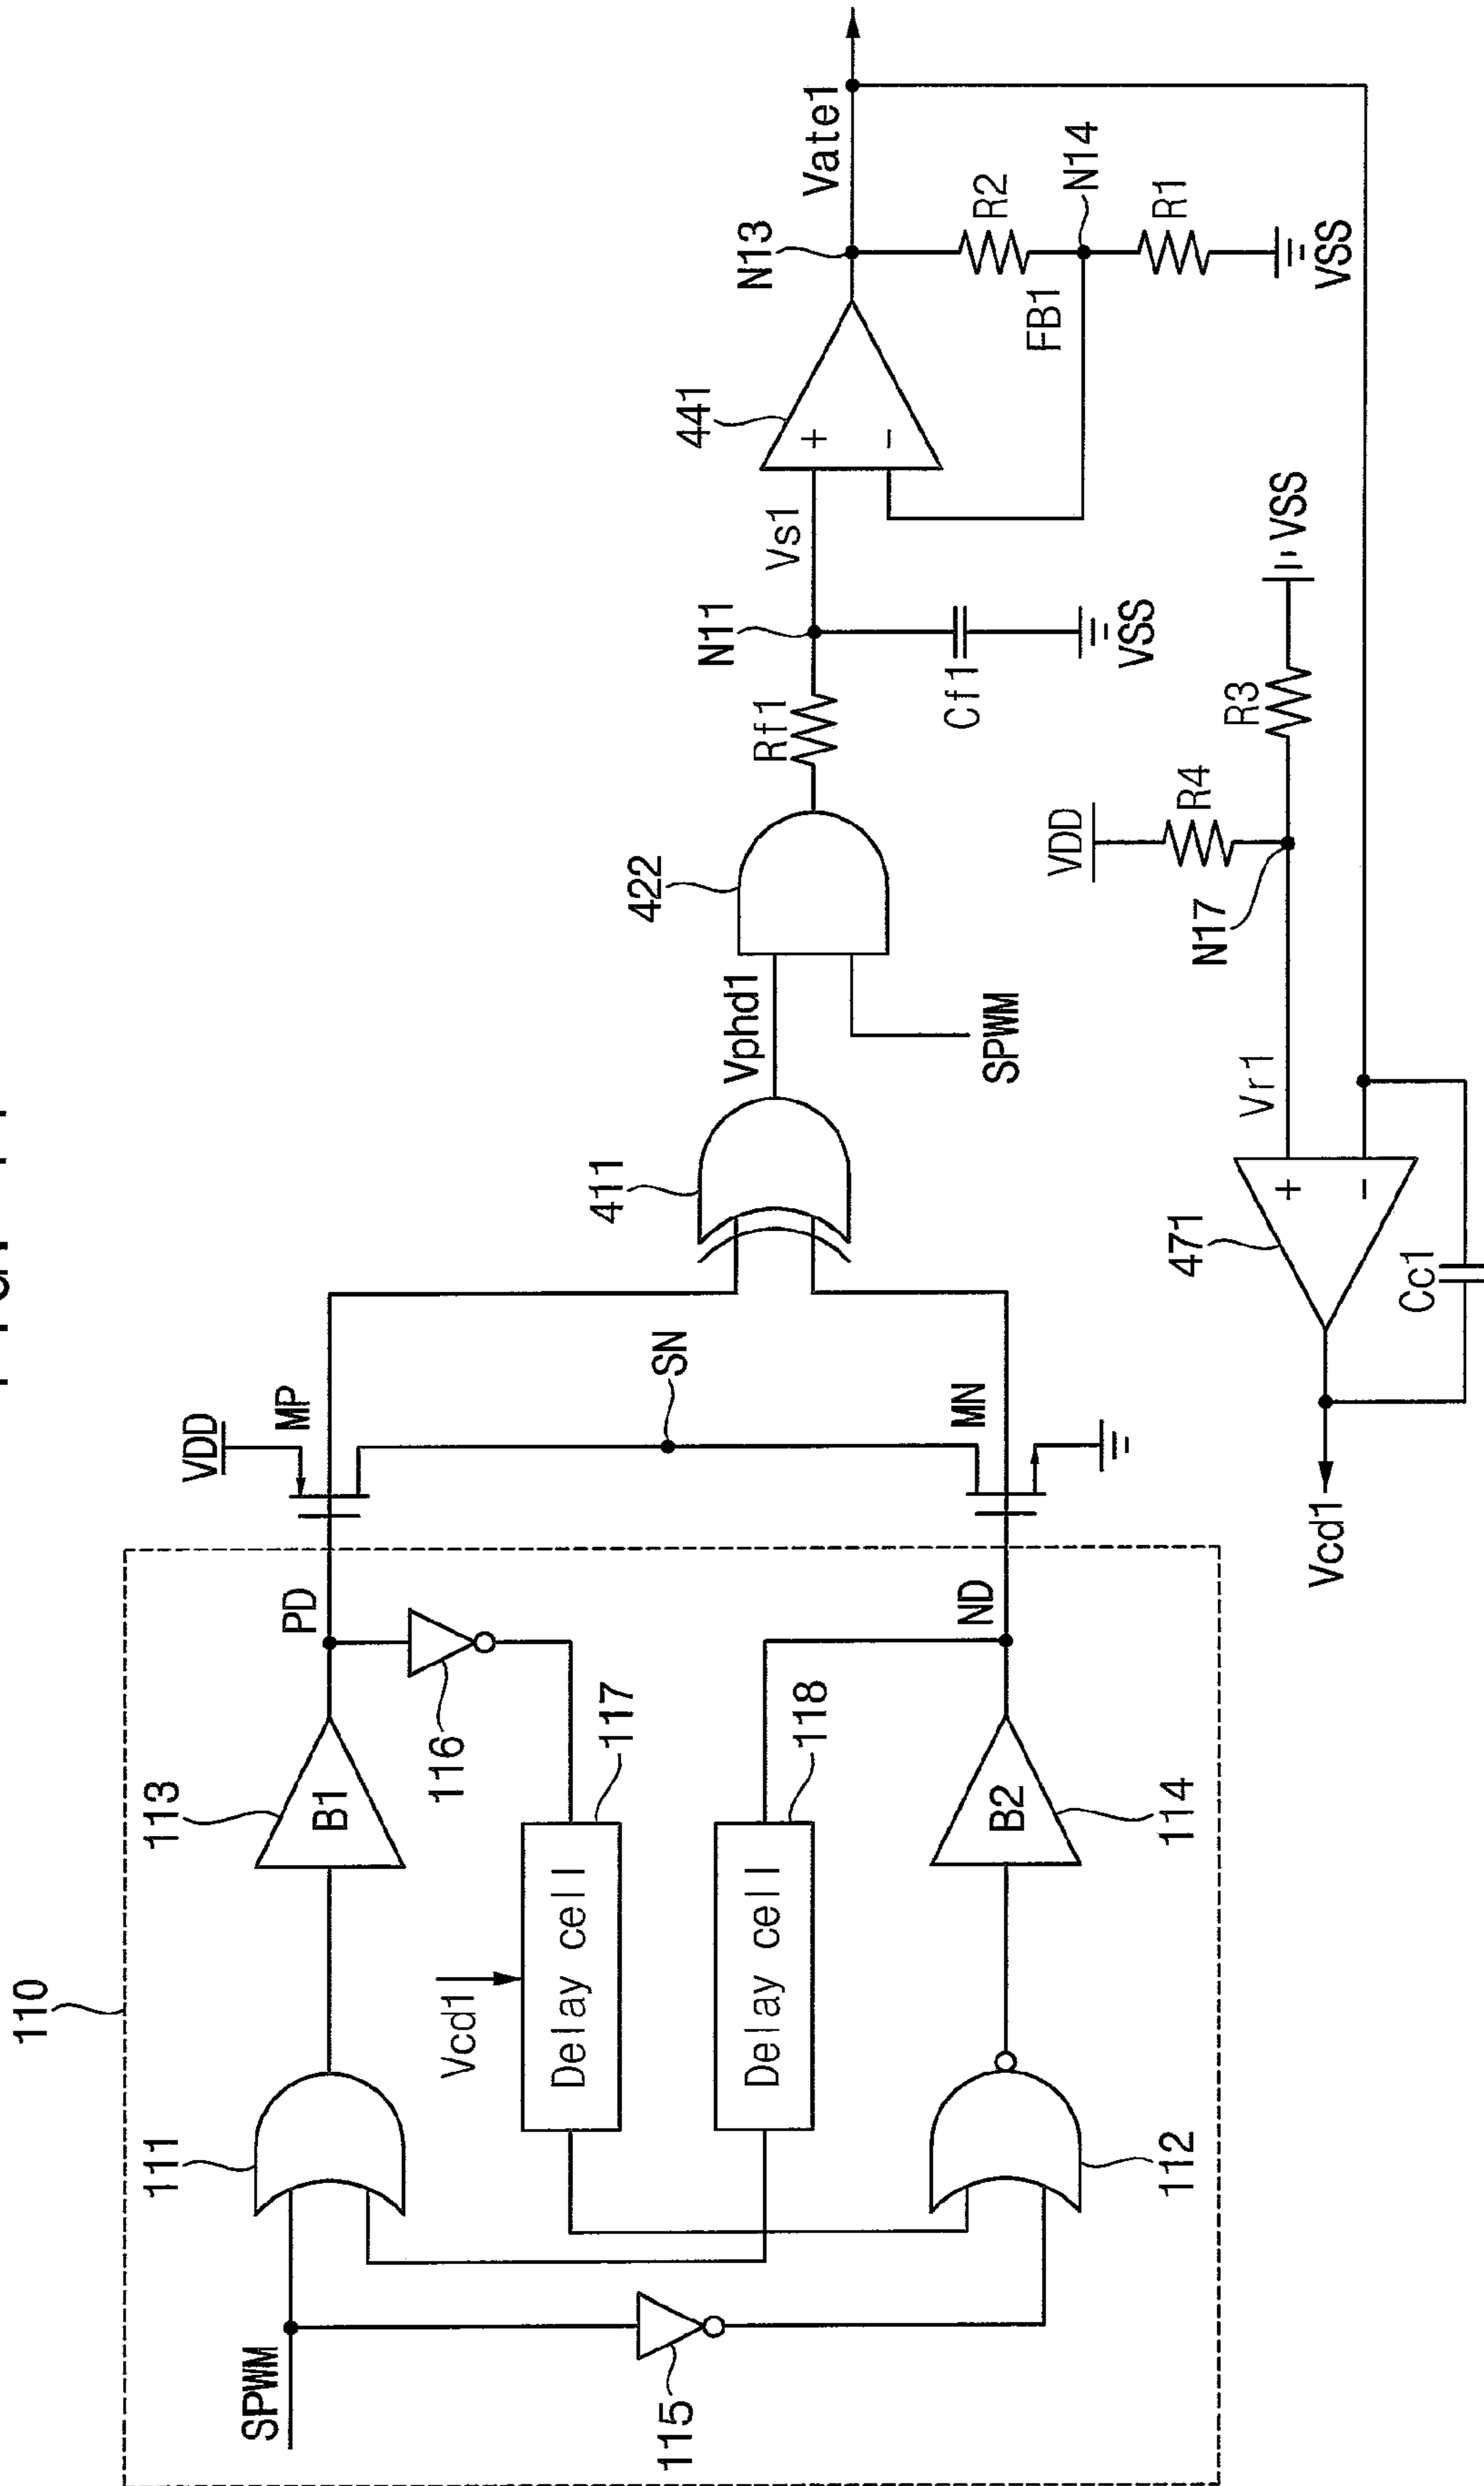 110
SPWM
111
113
B1
PD
VDD
MP
116
117
Vcd1
Delay cell
Delay cell
118
115
112
B2
114
ND
MN
SN
411
Vphd1
SPWM
422
Rf1
N11
Cf1
VSS
Vs1
441
+
-
N13
Vate1
R2
FB1
N14
R1
VSS
VDD
R4
N17
R3
VSS
Vr1
471
+
-
Cc1
Vcd1